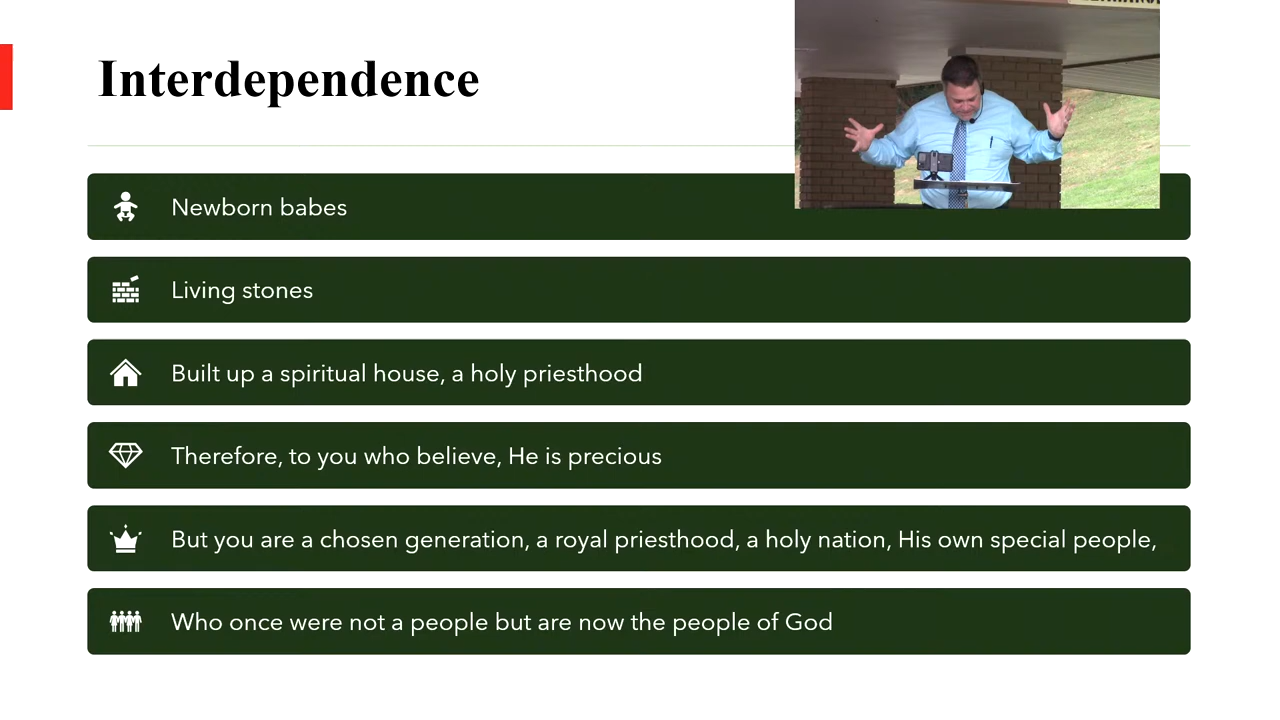 Interdependence
Newborn babes
Living stones
Built up a spiritual house, a holy priesthood
Therefore, to you who believe, He is precious
But you are a chosen generation, a royal priesthood, a holy nation, His own special people,
Who once were not a people but are now the people of God